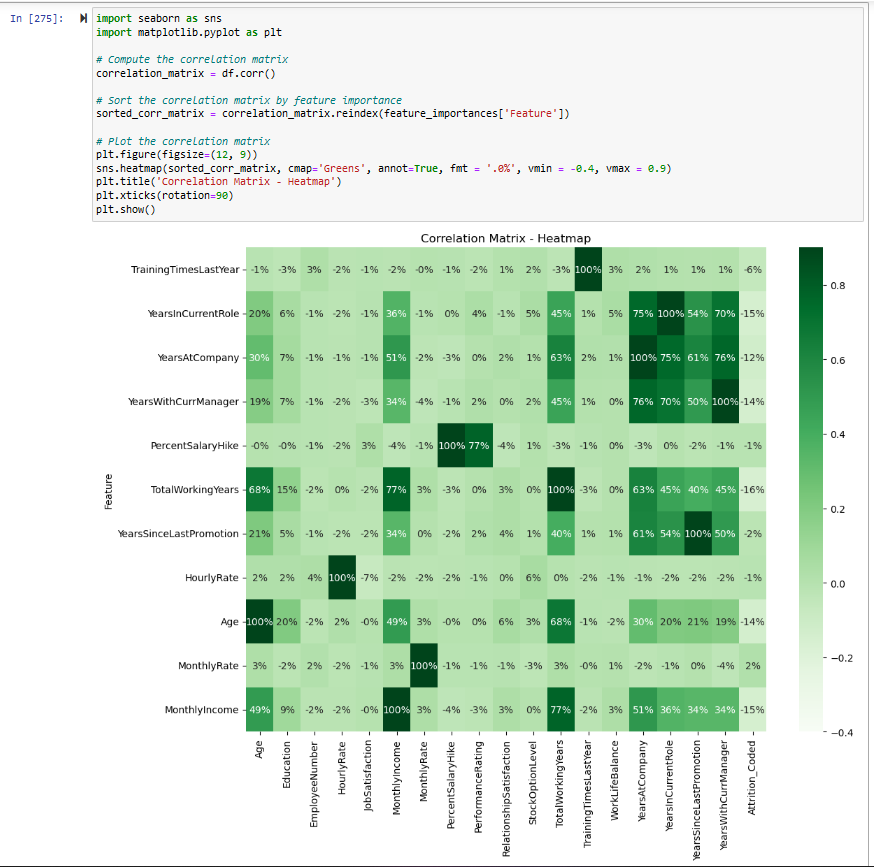 In [275]:
import seaborn as sns
import matplotlib.pyplot as plt
# Compute the correlation matrix
correlation_matrix = df.corr()
# Sort the correlation matrix by feature importance
sorted_corr_matrix = correlation_matrix.reindex(feature_importances['Feature'])
# Plot the correlation matrix
plt.figure(figsize=(12, 9))
sns.heatmap(sorted_corr_matrix, cmap='Greens', annot=True, fmt = '.0%', vmin = -0.4, vmax = 0.9)
plt.title('Correlation Matrix - Heatmap')
plt.xticks(rotation=90)
plt.show()
Correlation Matrix - Heatmap
TrainingTimesLastYear -1% -3% 3% -2% -1% -2% -0% -1% -2% 1% 2% -3% 100% 3% 2% 1% 1% 1% -6%
YearsInCurrentRole 20% 6% -1% -2% -1% 36% -1% 0% 4% -1% 5% 45% 1% 5% 75% 100% 54% 70% -15%
YearsAtCompany 30% 7% -1% -1% -1% 51% -2% -3% 0% 2% 1% 63% 2% 1% 100% 75% 61% 76% -12%
YearsWithCurrManager 19% 7% -1% -2% -3% 34% -4% -1% 2% 0% 2% 45% 1% 0% 76% 70% 50% 100% -14%
PercentSalaryHike -0% -0% -1% -2% 3% -4% -1% 100% 77% -4% 1% -3% -1% 0% -3% 0% -2% -1% -1%
TotalWorkingYears 68% 15% -2% 0% -2% 77% 3% -3% 0% 3% 0% 100% -3% 0% 63% 45% 40% 45% -16%
YearsSinceLastPromotion 21% 5% -1% -2% -2% 34% 0% -2% 2% 4% 1% 40% 1% 1% 61% 54% 100% 50% -2%
HourlyRate 2% 2% 4% 100% -7% -2% -2% -2% -1% 0% 6% 0% -2% -1% -1% -2% -2% -2% -1%
Age 100% 20% -2% 2% -0% 49% 3% -0% 0% 6% 3% 68% -1% -2% 30% 20% 21% 19% -14%
MonthlyRate 3% -2% 2% -2% -1% 3% 100% -1% -1% -1% -3% 3% -0% 1% -2% -1% 0% -4% 2%
MonthlyIncome 49% 9% -2% -2% -0% 100% 3% -4% -3% 3% 0% 77% -2% 3% 51% 36% 34% 34% -15%
Feature
Age
Education
EmployeeNumber
HourlyRate
JobSatisfaction
MonthlyIncome
MonthlyRate
PercentSalaryHike
PerformanceRating
RelationshipSatisfaction
StockOptionLevel
TotalWorkingYears
TrainingTimesLastYear
WorkLifeBalance
YearsAtCompany
YearsInCurrentRole
YearsSinceLastPromotion
YearsWithCurrManager
Attrition_Coded
0.8
0.6
0.4
0.2
0.0
−0.2
−0.4